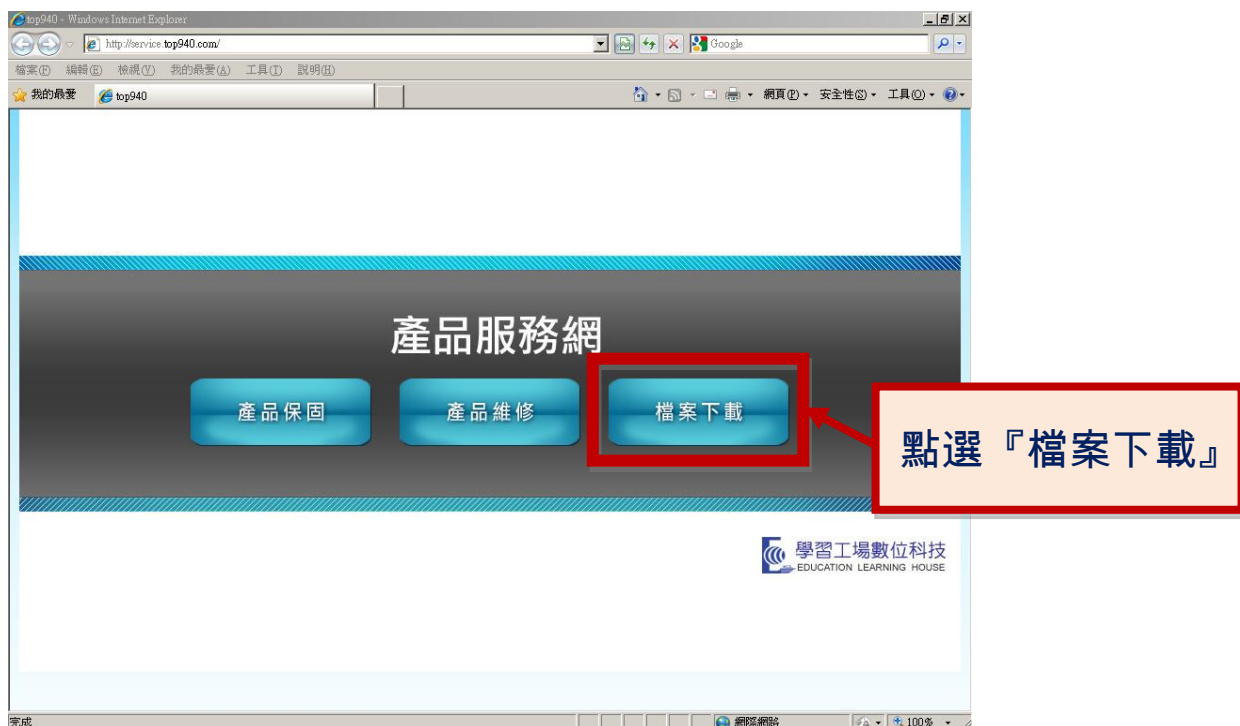 top940 - Windows Internet Explorer
http://service.top940.com/
Google
檔案(F) 編輯(E) 檢視(V) 我的最愛(A) 工具(T) 說明(H)
我的最愛 top940 網頁(P) 安全性(S) 工具(O)
產品服務網
產品保固 產品維修 檔案下載
點選『檔案下載』
學習工場數位科技
EDUCATION LEARNING HOUSE
完成 網際網路 100%